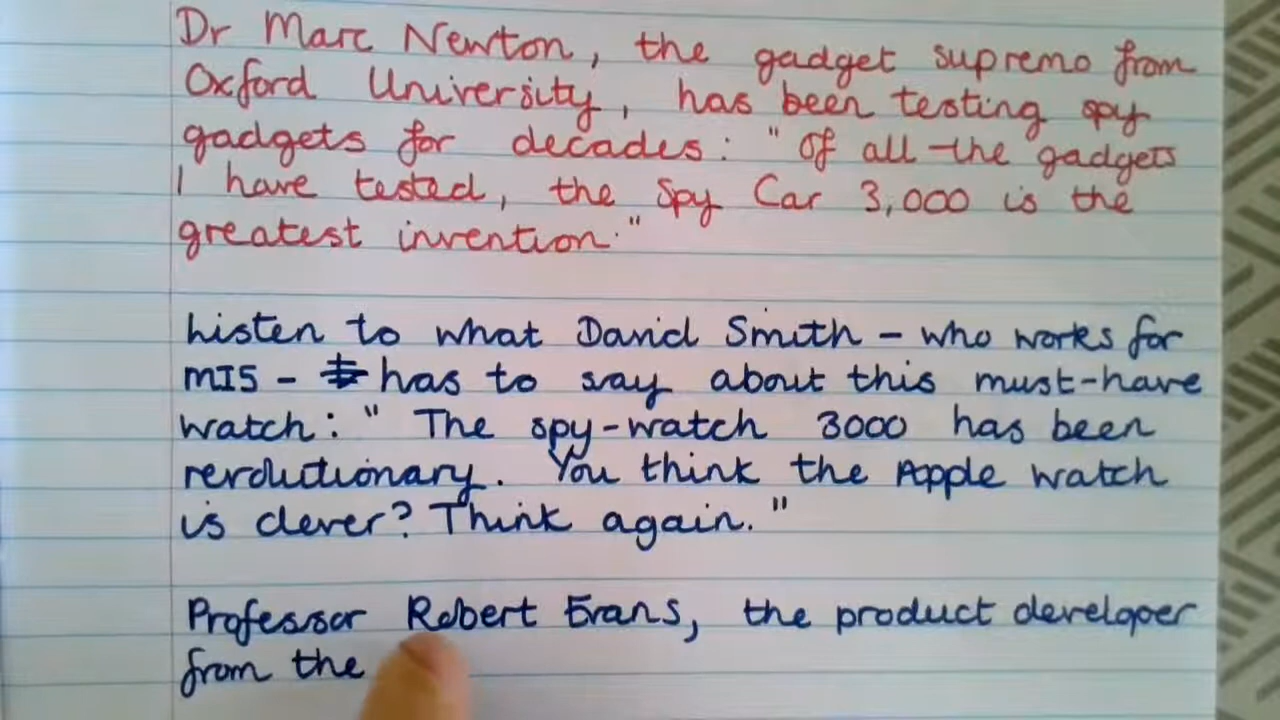 Dr Marc Newton, the gadget supremo from
Oxford University, has been testing spy
gadgets for decades: "Of all the gadgets
I have tested, the Spy Car 3,000 is the
greatest invention."
Listen to what David Smith - who works for
MI5 - has to say about this must-have
watch: "The spy-watch 3000 has been
revolutionary. You think the Apple watch
is clever? Think again."
Professor Robert Evans, the product developer
from the